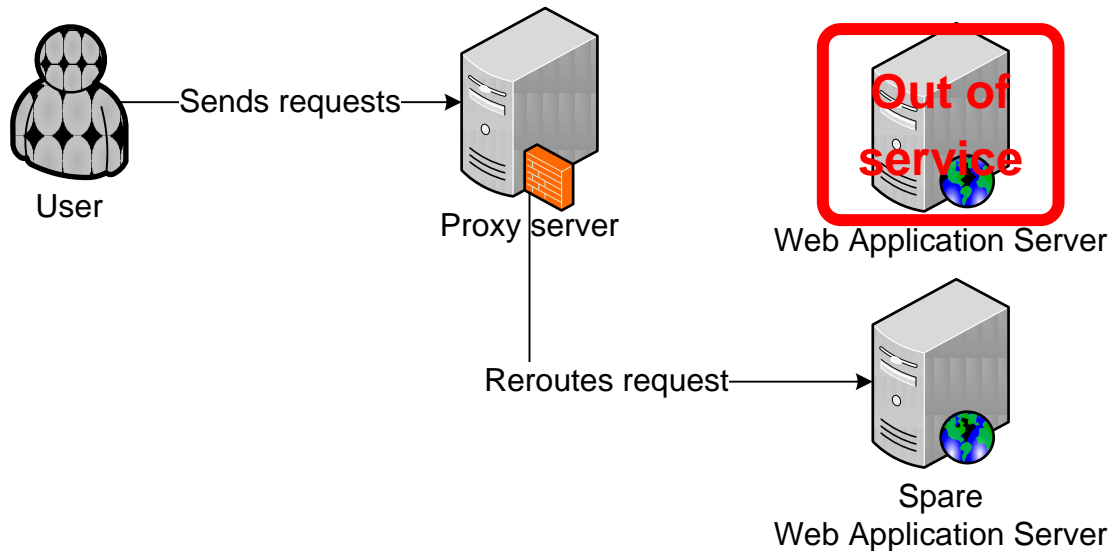 Sends requests
Out of
service
User
Proxy server
Web Application Server
Reroutes request
Spare
Web Application Server